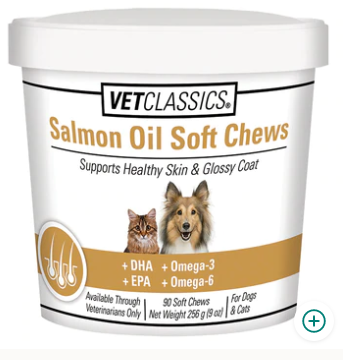 VETCLASSICS®
Salmon Oil Soft Chews
Supports Healthy Skin & Glossy Coat
+ DHA + Omega-3
+ EPA + Omega-6
Available Through
Veterinarians Only
90 Soft Chews
Net Weight 256 g (9 oz)
For Dogs
& Cats